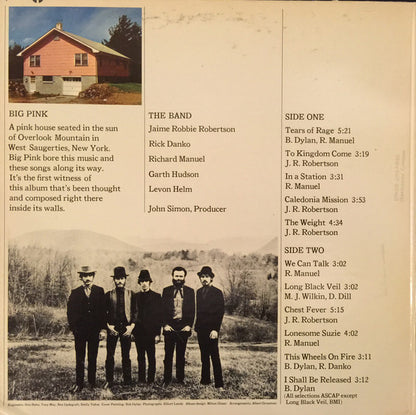 BIG PINK
A pink house seated in the sun
of Overlook Mountain in
West Saugerties, New York.
Big Pink bore this music and
these songs along its way.
It's the first witness of
this album that's been thought
and composed right there
inside its walls.
THE BAND
Jaime Robbie Robertson
Rick Danko
Richard Manuel
Garth Hudson
Levon Helm
John Simon, Producer
SIDE ONE
Tears of Rage 5:21
B. Dylan, R. Manuel
To Kingdom Come 3:19
J. R. Robertson
In a Station 3:31
R. Manuel
Caledonia Mission 2:53
J. R. Robertson
The Weight 4:34
J. R. Robertson
SIDE TWO
We Can Talk 3:02
R. Manuel
Long Black Veil 3:02
M. J. Wilkin, D. Dill
Chest Fever 5:15
J. R. Robertson
Lonesome Suzie 4:02
R. Manuel
This Wheels On Fire 3:11
B. Dylan, R. Danko
I Shall Be Released 3:12
B. Dylan
(All selections ASCAP except
Long Black Veil, BMI)